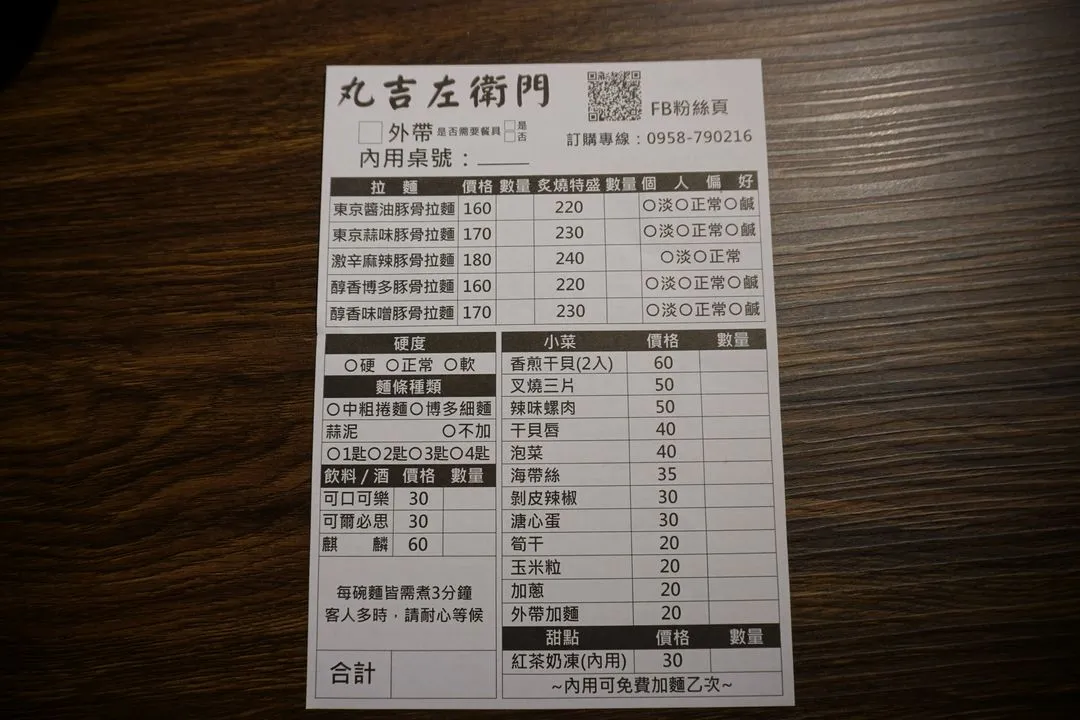 丸吉左衛門
FB粉絲頁
外帶 是否需要餐具 是 否
訂購專線：0958-790216
內用桌號：
拉麵 價格 數量 炙燒特盛 數量 個人偏好
東京醬油豚骨拉麵 160 220 ○淡○正常○鹹
東京蒜味豚骨拉麵 170 230 ○淡○正常○鹹
激辛麻辣豚骨拉麵 180 240 ○淡○正常
醇香博多豚骨拉麵 160 220 ○淡○正常○鹹
醇香味噌豚骨拉麵 170 230 ○淡○正常○鹹
硬度
○硬 ○正常 ○軟
麵條種類
○中粗捲麵○博多細麵
蒜泥 ○不加
○1匙○2匙○3匙○4匙
飲料/酒 價格 數量
可口可樂 30
可爾必思 30
麒麟 60
每碗麵皆需煮3分鐘
客人多時，請耐心等候
合計
小菜 價格 數量
香煎干貝(2入) 60
叉燒三片 50
辣味螺肉 50
干貝唇 40
泡菜 40
海帶絲 35
剝皮辣椒 30
溏心蛋 30
筍干 20
玉米粒 20
加蔥 20
外帶加麵 20
甜點 價格 數量
紅茶奶凍(內用) 30
~內用可免費加麵乙次~